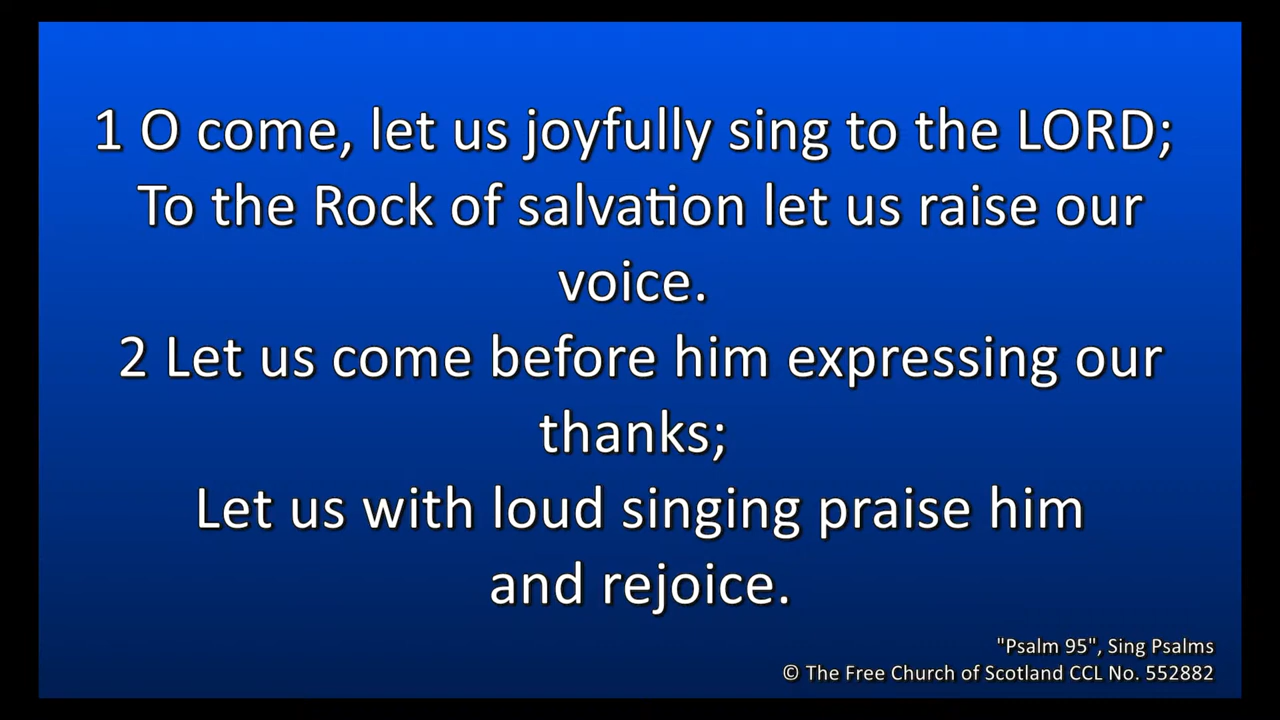 1 O come, let us joyfully sing to the LORD;
To the Rock of salvation let us raise our
voice.
2 Let us come before him expressing our
thanks;
Let us with loud singing praise him
and rejoice.
"Psalm 95", Sing Psalms
© The Free Church of Scotland CCL No. 552882